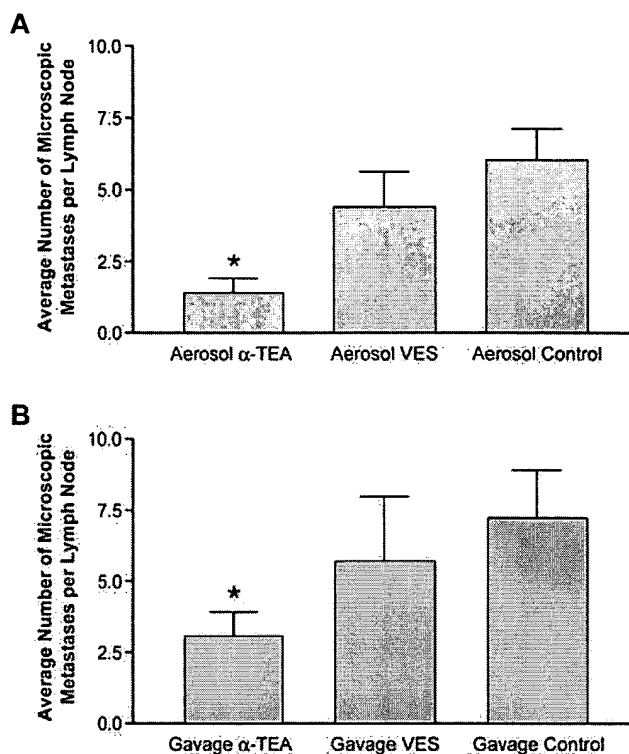 A
Average Number of Microscopic
Metastases per Lymph Node
10.0
7.5
5.0
2.5
0.0
*
Aerosol α-TEA Aerosol VES Aerosol Control
B
Average Number of Microscopic
Metastases per Lymph Node
10.0
7.5
5.0
2.5
0.0
*
Gavage α-TEA Gavage VES Gavage Control